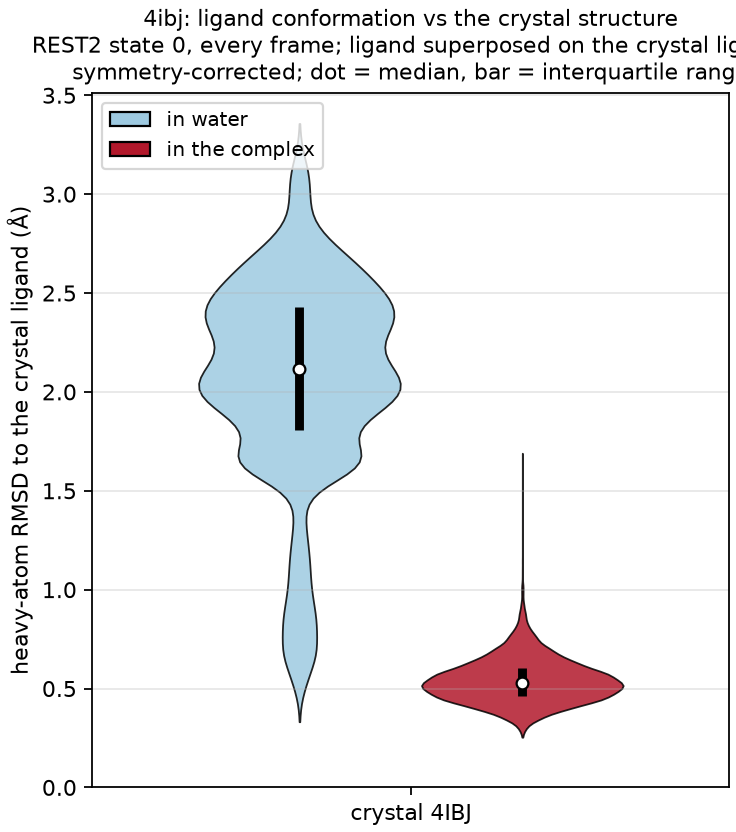 4ibj: ligand conformation vs the crystal structure
REST2 state 0, every frame; ligand superposed on the crystal lig
symmetry-corrected; dot = median, bar = interquartile rang
3.5
3.0
2.5
2.0
1.5
1.0
0.5
0.0
heavy-atom RMSD to the crystal ligand (Å)
in water
in the complex
crystal 4IBJ